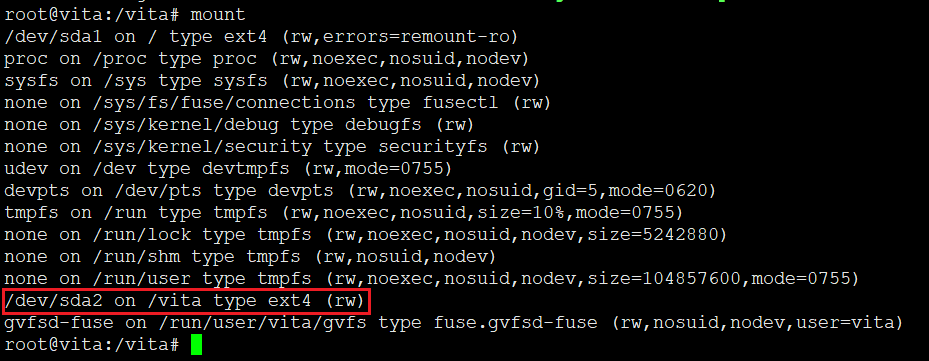 root@vita:/vita# mount
/dev/sda1 on / type ext4 (rw,errors=remount-ro)
proc on /proc type proc (rw,noexec,nosuid,nodev)
sysfs on /sys type sysfs (rw,noexec,nosuid,nodev)
none on /sys/fs/fuse/connections type fusectl (rw)
none on /sys/kernel/debug type debugfs (rw)
none on /sys/kernel/security type securityfs (rw)
udev on /dev type devtmpfs (rw,mode=0755)
devpts on /dev/pts type devpts (rw,noexec,nosuid,gid=5,mode=0620)
tmpfs on /run type tmpfs (rw,noexec,nosuid,size=10%,mode=0755)
none on /run/lock type tmpfs (rw,noexec,nosuid,nodev,size=5242880)
none on /run/shm type tmpfs (rw,nosuid,nodev)
none on /run/user type tmpfs (rw,noexec,nosuid,nodev,size=104857600,mode=0755)
/dev/sda2 on /vita type ext4 (rw)
gvfsd-fuse on /run/user/vita/gvfs type fuse.gvfsd-fuse (rw,nosuid,nodev,user=vita)
root@vita:/vita#